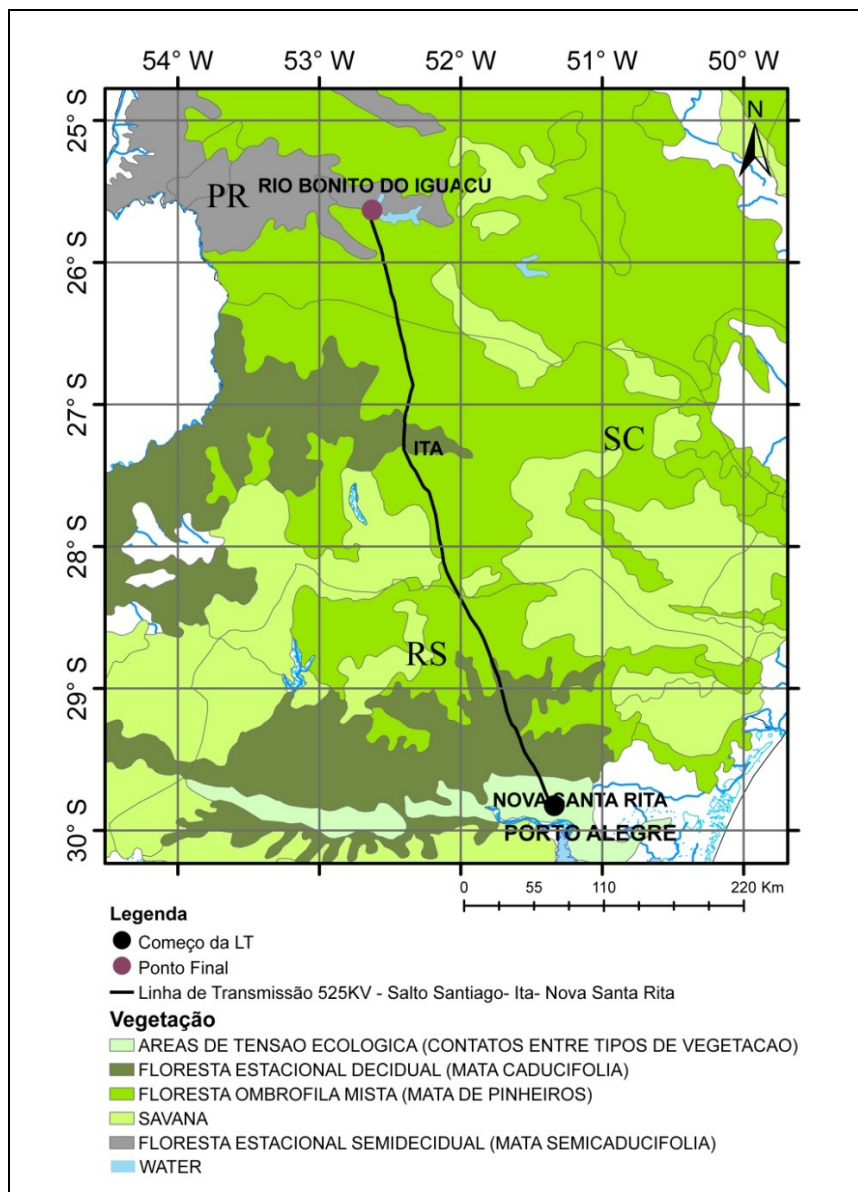 54° W 53° W 52° W 51° W 50° W
25° S
N
PR
RIO BONITO DO IGUACU
26° S
27° S
ITA
SC
28° S
RS
29° S
NOVA SANTA RITA
30° S
PORTO ALEGRE
0 55 110 220 Km
Legenda
Começo da LT
Ponto Final
Linha de Transmissão 525KV - Salto Santiago- Ita- Nova Santa Rita
Vegetação
AREAS DE TENSAO ECOLOGICA (CONTATOS ENTRE TIPOS DE VEGETACAO)
FLORESTA ESTACIONAL DECIDUAL (MATA CADUCIFOLIA)
FLORESTA OMBROFILA MISTA (MATA DE PINHEIROS)
SAVANA
FLORESTA ESTACIONAL SEMIDECIDUAL (MATA SEMICADUCIFOLIA)
WATER